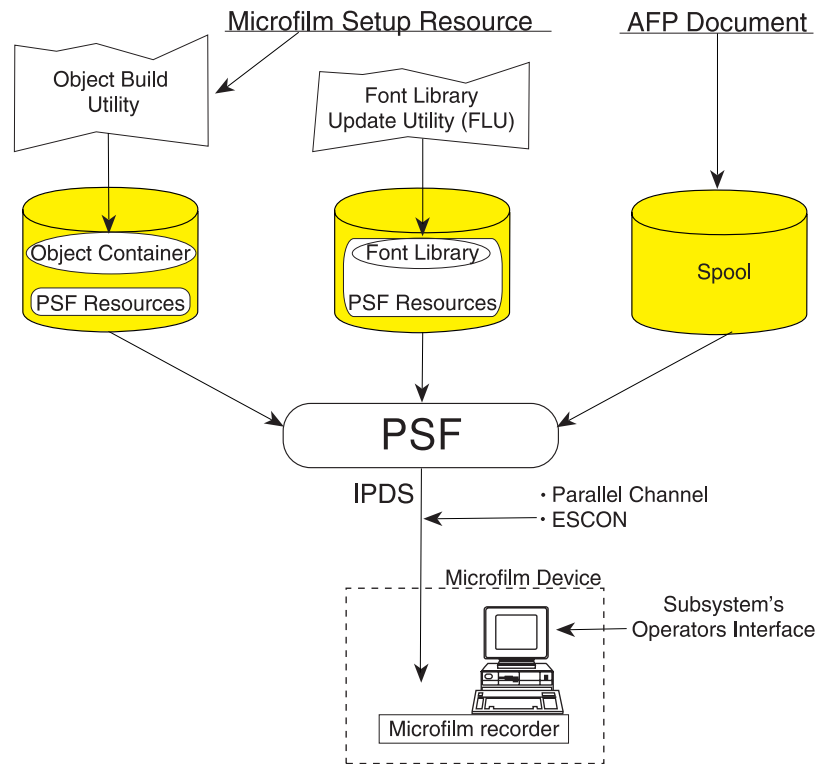 Microfilm Setup Resource
AFP Document
Object Build
Utility
Font Library
Update Utility (FLU)
Object Container
PSF Resources
Font Library
PSF Resources
Spool
PSF
IPDS
· Parallel Channel
· ESCON
Microfilm Device
Subsystem's
Operators Interface
Microfilm recorder